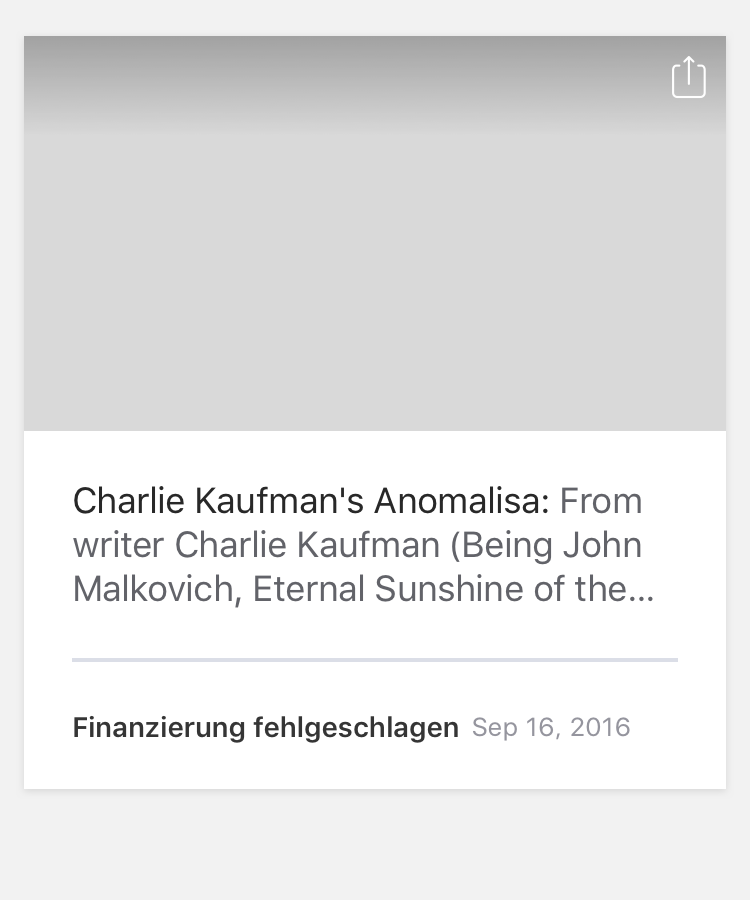 Charlie Kaufman's Anomalisa: From
writer Charlie Kaufman (Being John
Malkovich, Eternal Sunshine of the...
Finanzierung fehlgeschlagen Sep 16, 2016